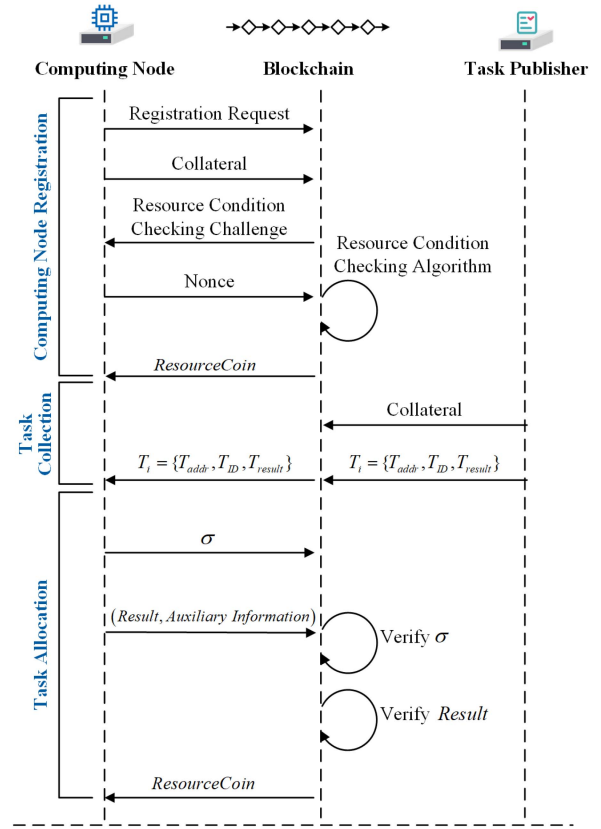 Computing Node
Blockchain
Task Publisher
Computing Node Registration
Registration Request
Collateral
Resource Condition
Checking Challenge
Resource Condition
Checking Algorithm
Nonce
ResourceCoin
Task
Collection
Collateral
T_i = {T_addr, T_ID, T_result}
T_i = {T_addr, T_ID, T_result}
Task Allocation
σ
(Result, Auxiliary Information)
Verify σ
Verify Result
ResourceCoin